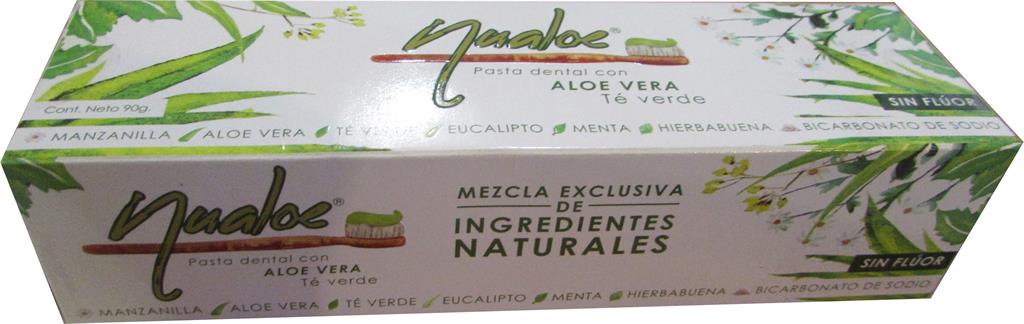 nualoe®
Pasta dental con
ALOE VERA
Té verde
Cont. Neto 90g.
SIN FLÚOR
MANZANILLA ALOE VERA TÉ VERDE EUCALIPTO MENTA HIERBABUENA BICARBONATO DE SODIO
nualoe®
Pasta dental con
ALOE VERA
Té verde
MEZCLA EXCLUSIVA
DE
INGREDIENTES
NATURALES
SIN FLÚOR
MANZANILLA ALOE VERA TÉ VERDE EUCALIPTO MENTA HIERBABUENA BICARBONATO DE SODIO